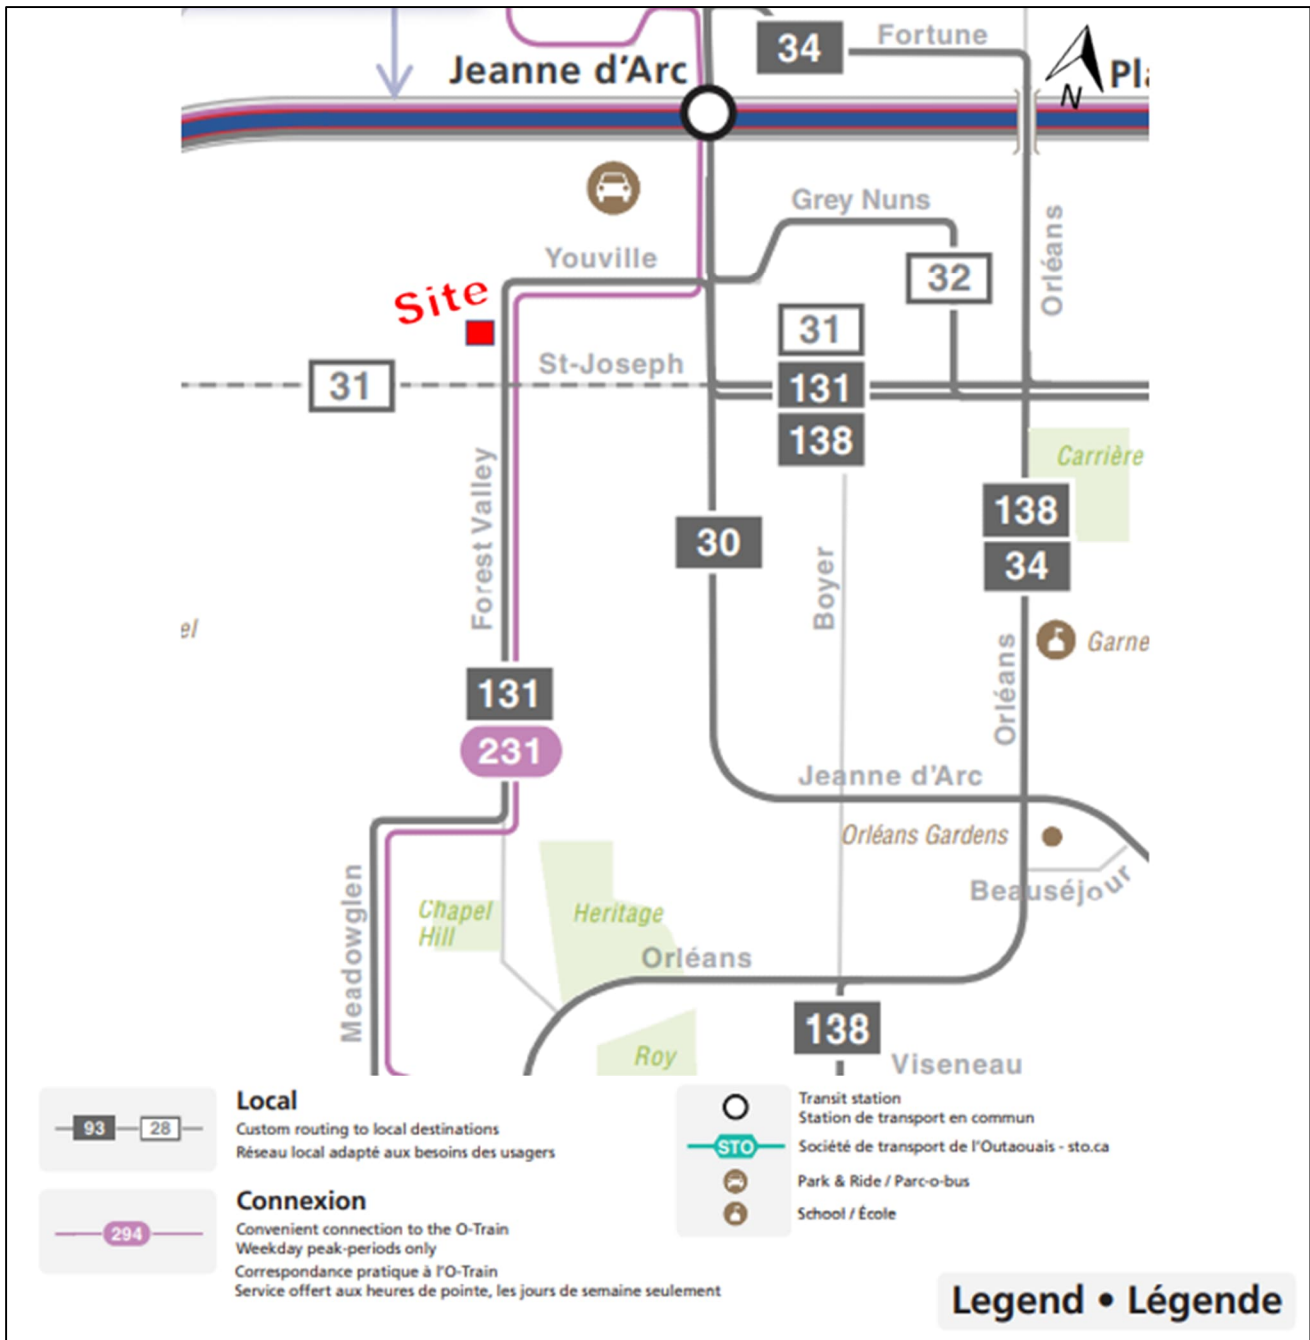 34
Fortune
Jeanne d'Arc
N
Pla
Grey Nuns
Youville
32
Orléans
Site
31
St-Joseph
31
131
138
Carrière
Forest Valley
138
30
34
Boyer
el
Garne
Orléans
131
231
Jeanne d'Arc
Orléans Gardens
Beauséjour
Meadowglen
Chapel
Hill
Heritage
Orléans
138
Roy
Viseneau
Local
93
28
Custom routing to local destinations
Réseau local adapté aux besoins des usagers
Connexion
294
Convenient connection to the O-Train
Weekday peak-periods only
Correspondance pratique à l'O-Train
Service offert aux heures de pointe, les jours de semaine seulement
Transit station
Station de transport en commun
STO
Société de transport de l'Outaouais - sto.ca
Park & Ride / Parc-o-bus
School / École
Legend • Légende